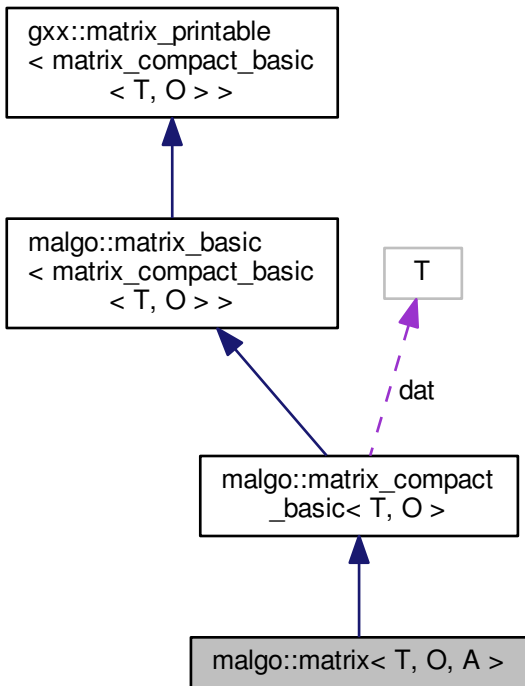 gxx::matrix_printable
< matrix_compact_basic
< T, O > >
malgo::matrix_basic
< matrix_compact_basic
< T, O > >
T
dat
malgo::matrix_compact
_basic< T, O >
malgo::matrix< T, O, A >